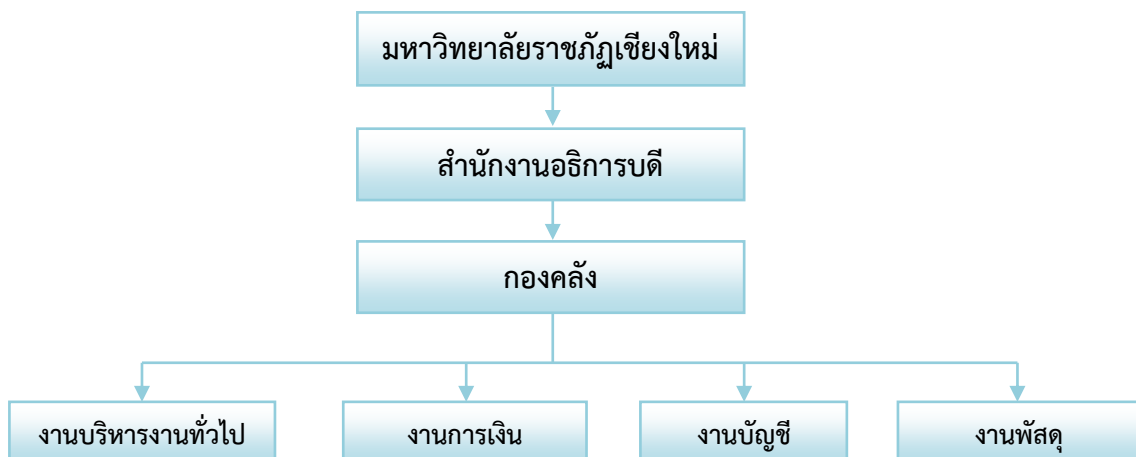 มหาวิทยาลัยราชภัฏเชียงใหม่
สำนักงานอธิการบดี
กองคลัง
งานบริหารงานทั่วไป
งานการเงิน
งานบัญชี
งานพัสดุ